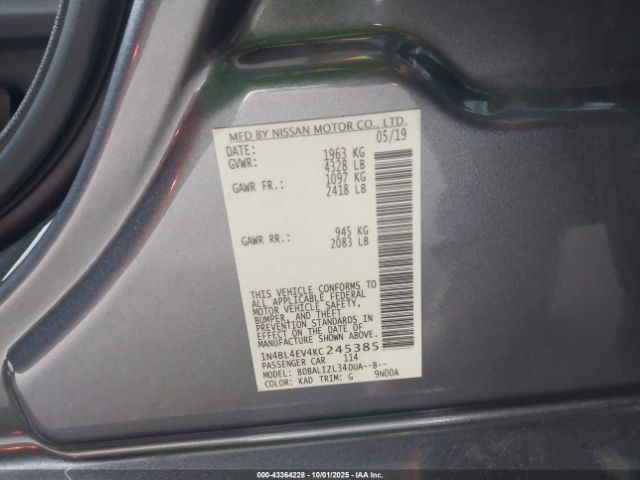 MFD BY NISSAN MOTOR CO., LTD.
DATE: 05/19
GVWR: 1963 KG
4328 LB
GAWR FR.: 1097 KG
2418 LB
GAWR RR.: 945 KG
2083 LB
THIS VEHICLE CONFORMS TO
ALL APPLICABLE FEDERAL
MOTOR VEHICLE SAFETY,
BUMPER, AND THEFT
PREVENTION STANDARDS IN
EFFECT ON THE DATE OF
MANUFACTURE SHOWN ABOVE.
1N4BL4EV4KC245385
PASSENGER CAR 114
MODEL: BDBALIZL34DUA--B--
COLOR: KAD TRIM: G 9N00A
000-43364228 - 10/01/2025 - IAA Inc.